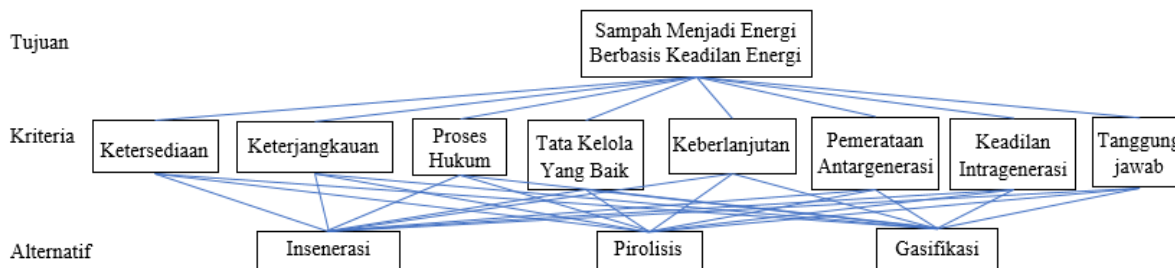 Tujuan
Sampah Menjadi Energi
Berbasis Keadilan Energi
Kriteria
Ketersediaan
Keterjangkauan
Proses
Hukum
Tata Kelola
Yang Baik
Keberlanjutan
Pemerataan
Antargenerasi
Keadilan
Intragenerasi
Tanggung
jawab
Alternatif
Insenerasi
Pirolisis
Gasifikasi